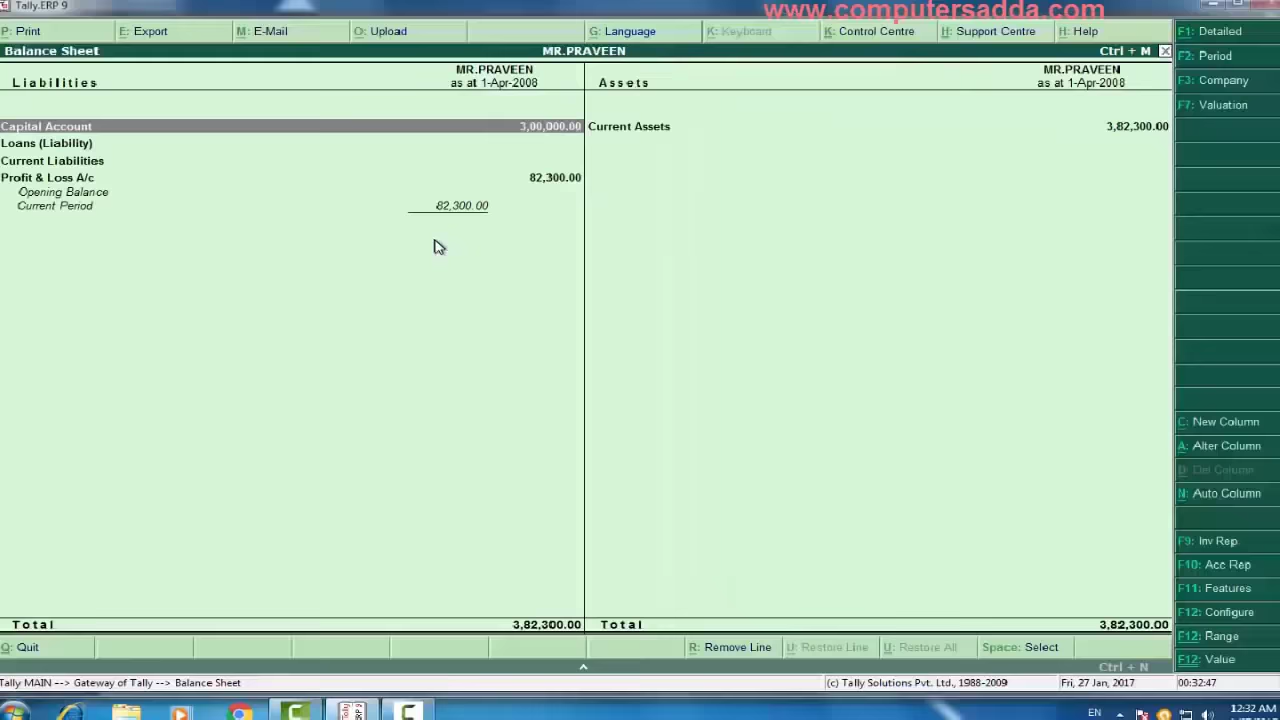 Tally.ERP 9
www.computersadda.com
P: Print E: Export M: E-Mail O: Upload G: Language K: Keyboard K: Control Centre H: Support Centre H: Help
Balance Sheet MR.PRAVEEN Ctrl + M
Liabilities MR.PRAVEEN as at 1-Apr-2008 Assets MR.PRAVEEN as at 1-Apr-2008
Capital Account 3,00,000.00 Current Assets 3,82,300.00
Loans (Liability)
Current Liabilities
Profit & Loss A/c 82,300.00
Opening Balance
Current Period 82,300.00
Total 3,82,300.00 Total 3,82,300.00
F1: Detailed
F2: Period
F3: Company
F7: Valuation
C: New Column
A: Alter Column
D: Del Column
N: Auto Column
F9: Inv Rep
F10: Acc Rep
F11: Features
F12: Configure
F12: Range
F12: Value
Q: Quit R: Remove Line U: Restore Line U: Restore All Space: Select
Ctrl + N
Tally MAIN --> Gateway of Tally --> Balance Sheet (c) Tally Solutions Pvt. Ltd., 1988-2009 Fri, 27 Jan, 2017 00:32:47
EN 12:32 AM